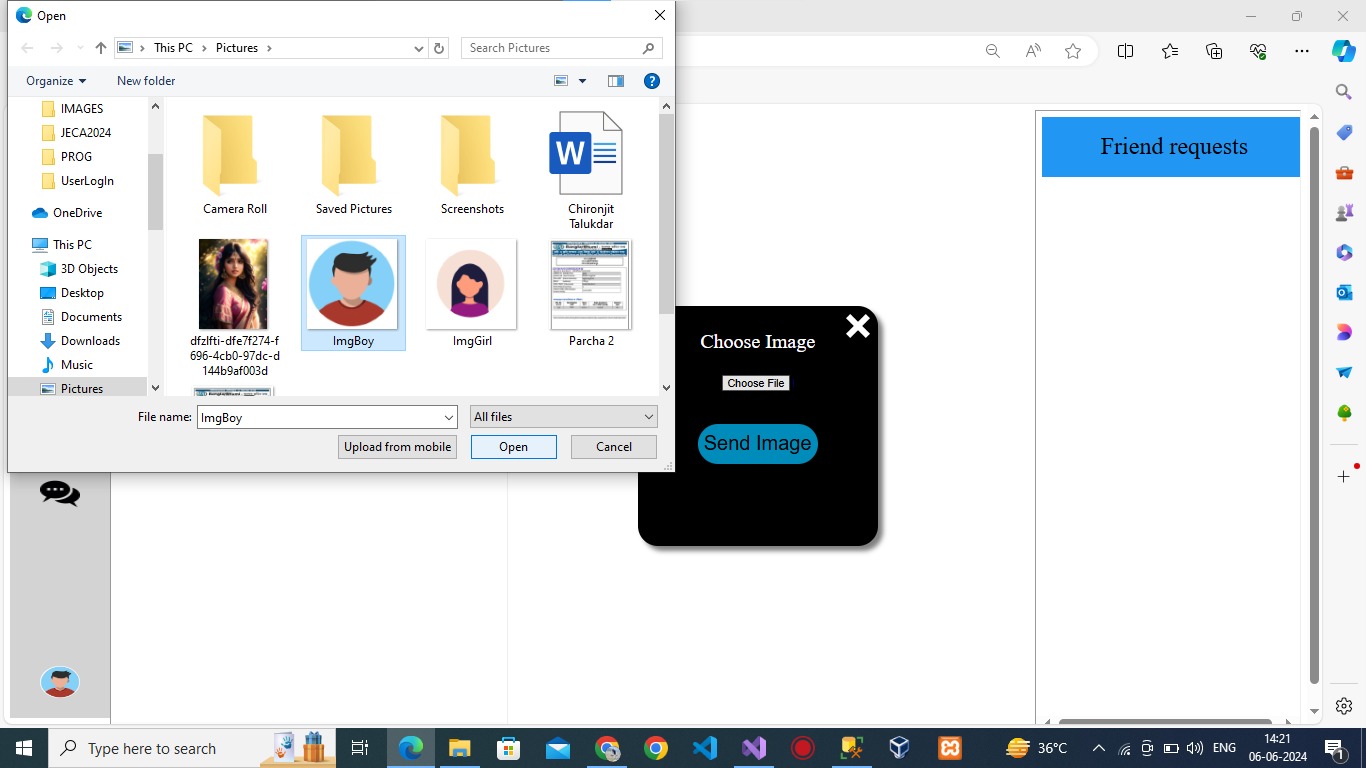 Open
This PC
Pictures
Search Pictures
Organize
New folder
IMAGES
JECA2024
PROG
UserLogIn
OneDrive
This PC
3D Objects
Desktop
Documents
Downloads
Music
Pictures
Camera Roll
Saved Pictures
Screenshots
W
Chironjit
Talukdar
dfzlfti-dfe7f274-f
696-4cb0-97dc-d
144b9af003d
ImgBoy
ImgGirl
Parcha 2
File name:
ImgBoy
All files
Upload from mobile
Open
Cancel
Friend requests
Choose Image
Choose File
Send Image
Type here to search
36°C
ENG
14:21
06-06-2024
1